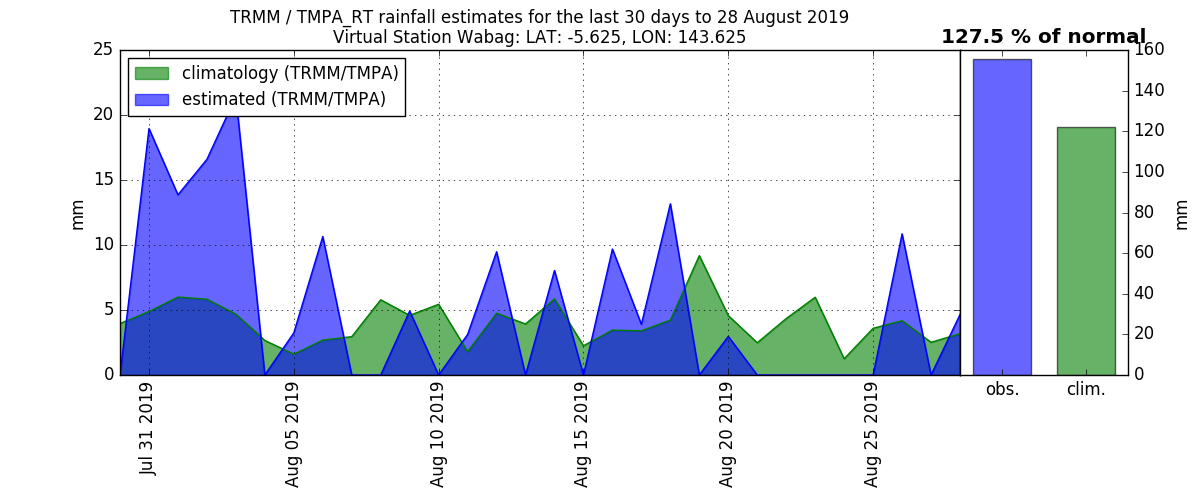 TRMM / TMPA_RT rainfall estimates for the last 30 days to 28 August 2019
Virtual Station Wabag: LAT: -5.625, LON: 143.625
127.5 % of normal
climatology (TRMM/TMPA)
estimated (TRMM/TMPA)
25
20
15
10
5
0
mm
Jul 31 2019
Aug 05 2019
Aug 10 2019
Aug 15 2019
Aug 20 2019
Aug 25 2019
obs.
clim.
160
140
120
100
80
60
40
20
0
mm